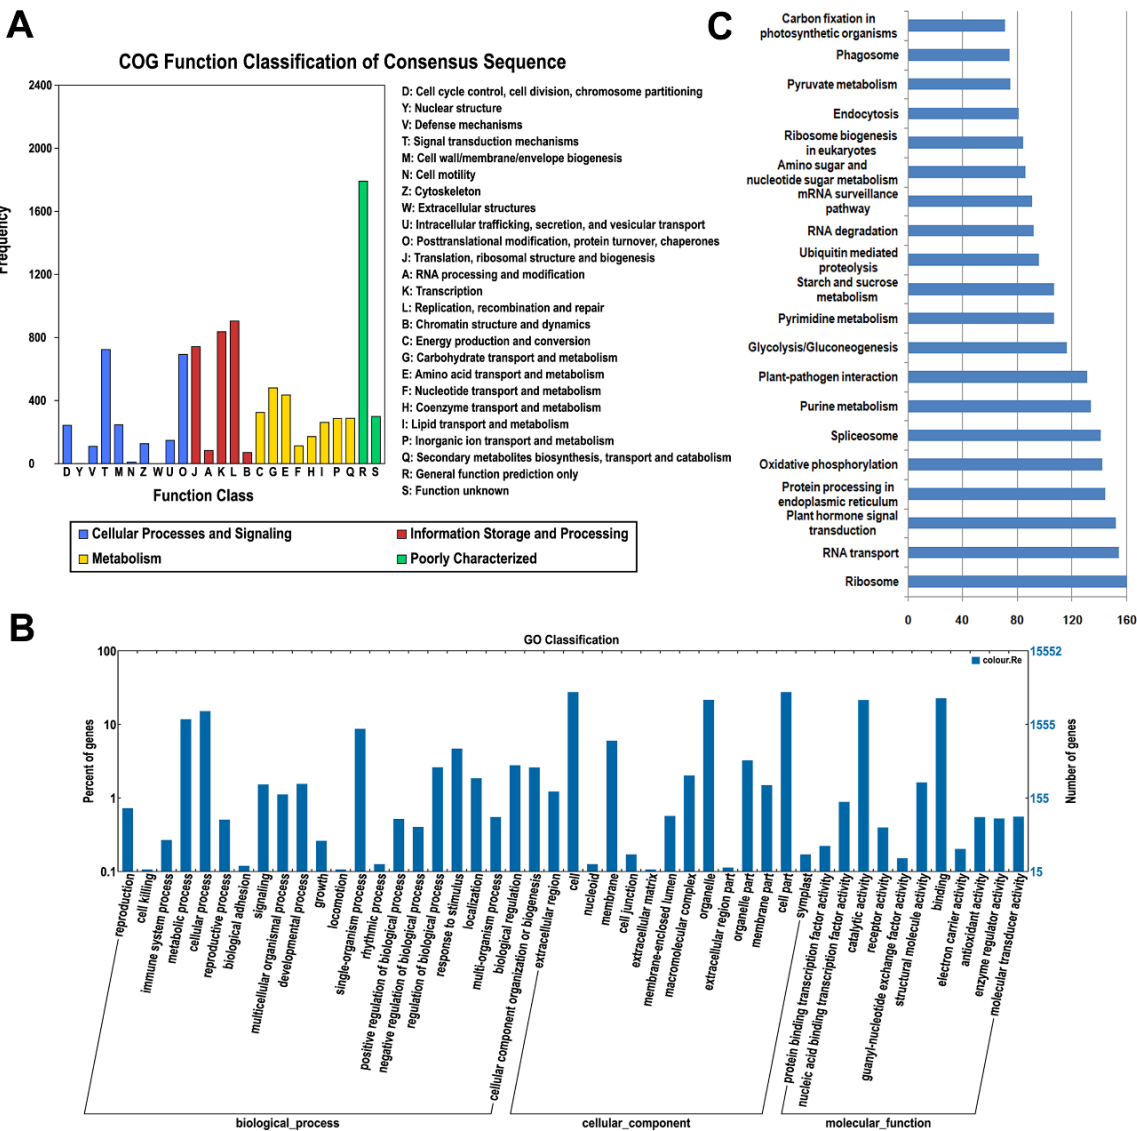 A
COG Function Classification of Consensus Sequence
2400
2000
1600
1200
800
400
0
Frequency
D Y V T M N Z W U O J A K L B C G E F H I P Q R S
Function Class
D: Cell cycle control, cell division, chromosome partitioning
Y: Nuclear structure
V: Defense mechanisms
T: Signal transduction mechanisms
M: Cell wall/membrane/envelope biogenesis
N: Cell motility
Z: Cytoskeleton
W: Extracellular structures
U: Intracellular trafficking, secretion, and vesicular transport
O: Posttranslational modification, protein turnover, chaperones
J: Translation, ribosomal structure and biogenesis
A: RNA processing and modification
K: Transcription
L: Replication, recombination and repair
B: Chromatin structure and dynamics
C: Energy production and conversion
G: Carbohydrate transport and metabolism
E: Amino acid transport and metabolism
F: Nucleotide transport and metabolism
H: Coenzyme transport and metabolism
I: Lipid transport and metabolism
P: Inorganic ion transport and metabolism
Q: Secondary metabolites biosynthesis, transport and catabolism
R: General function prediction only
S: Function unknown
Cellular Processes and Signaling
Information Storage and Processing
Metabolism
Poorly Characterized
C
Carbon fixation in
photosynthetic organisms
Phagosome
Pyruvate metabolism
Endocytosis
Ribosome biogenesis
in eukaryotes
Amino sugar and
nucleotide sugar metabolism
mRNA surveillance
pathway
RNA degradation
Ubiquitin mediated
proteolysis
Starch and sucrose
metabolism
Pyrimidine metabolism
Glycolysis/Gluconeogenesis
Plant-pathogen interaction
Purine metabolism
Spliceosome
Oxidative phosphorylation
Protein processing in
endoplasmic reticulum
Plant hormone signal
transduction
RNA transport
Ribosome
0 40 80 120 160
B
GO Classification
colour.Re
100
10
1
0.1
Percent of genes
15552
1555
155
15
Number of genes
reproduction
cell killing
immune system process
metabolic process
cellular process
reproductive process
biological adhesion
signaling
multicellular organismal process
developmental process
growth
locomotion
single-organism process
rhythmic process
positive regulation of biological process
negative regulation of biological process
regulation of biological process
response to stimulus
localization
multi-organism process
biological regulation
cellular component organization or biogenesis
extracellular region
cell
nucleoid
membrane
cell junction
extracellular matrix
membrane-enclosed lumen
macromolecular complex
organelle
extracellular region part
organelle part
membrane part
cell part
symplast
protein binding transcription factor activity
nucleic acid binding transcription factor activity
catalytic activity
receptor activity
guanyl-nucleotide exchange factor activity
structural molecule activity
binding
electron carrier activity
antioxidant activity
enzyme regulator activity
molecular transducer activity
biological_process
cellular_component
molecular_function